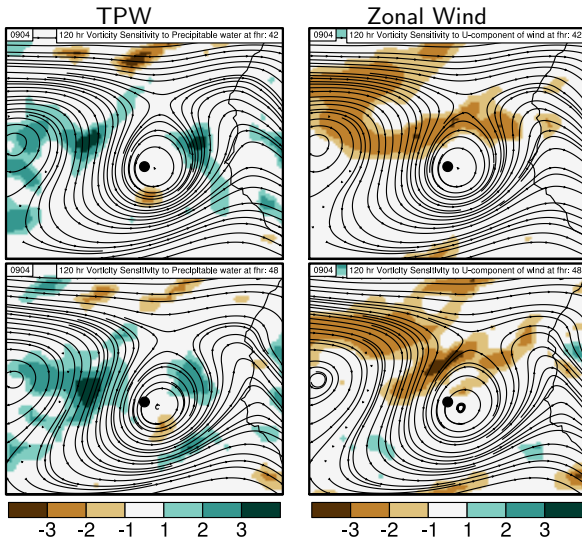 TPW Zonal Wind
0904 120 hr Vorticity Sensitivity to Precipitable water at fhr: 42
0904 120 hr Vorticity Sensitivity to U-component of wind at fhr: 42
0904 120 hr Vorticity Sensitivity to Precipitable water at fhr: 48
0904 120 hr Vorticity Sensitivity to U-component of wind at fhr: 48
-3 -2 -1 1 2 3
-3 -2 -1 1 2 3